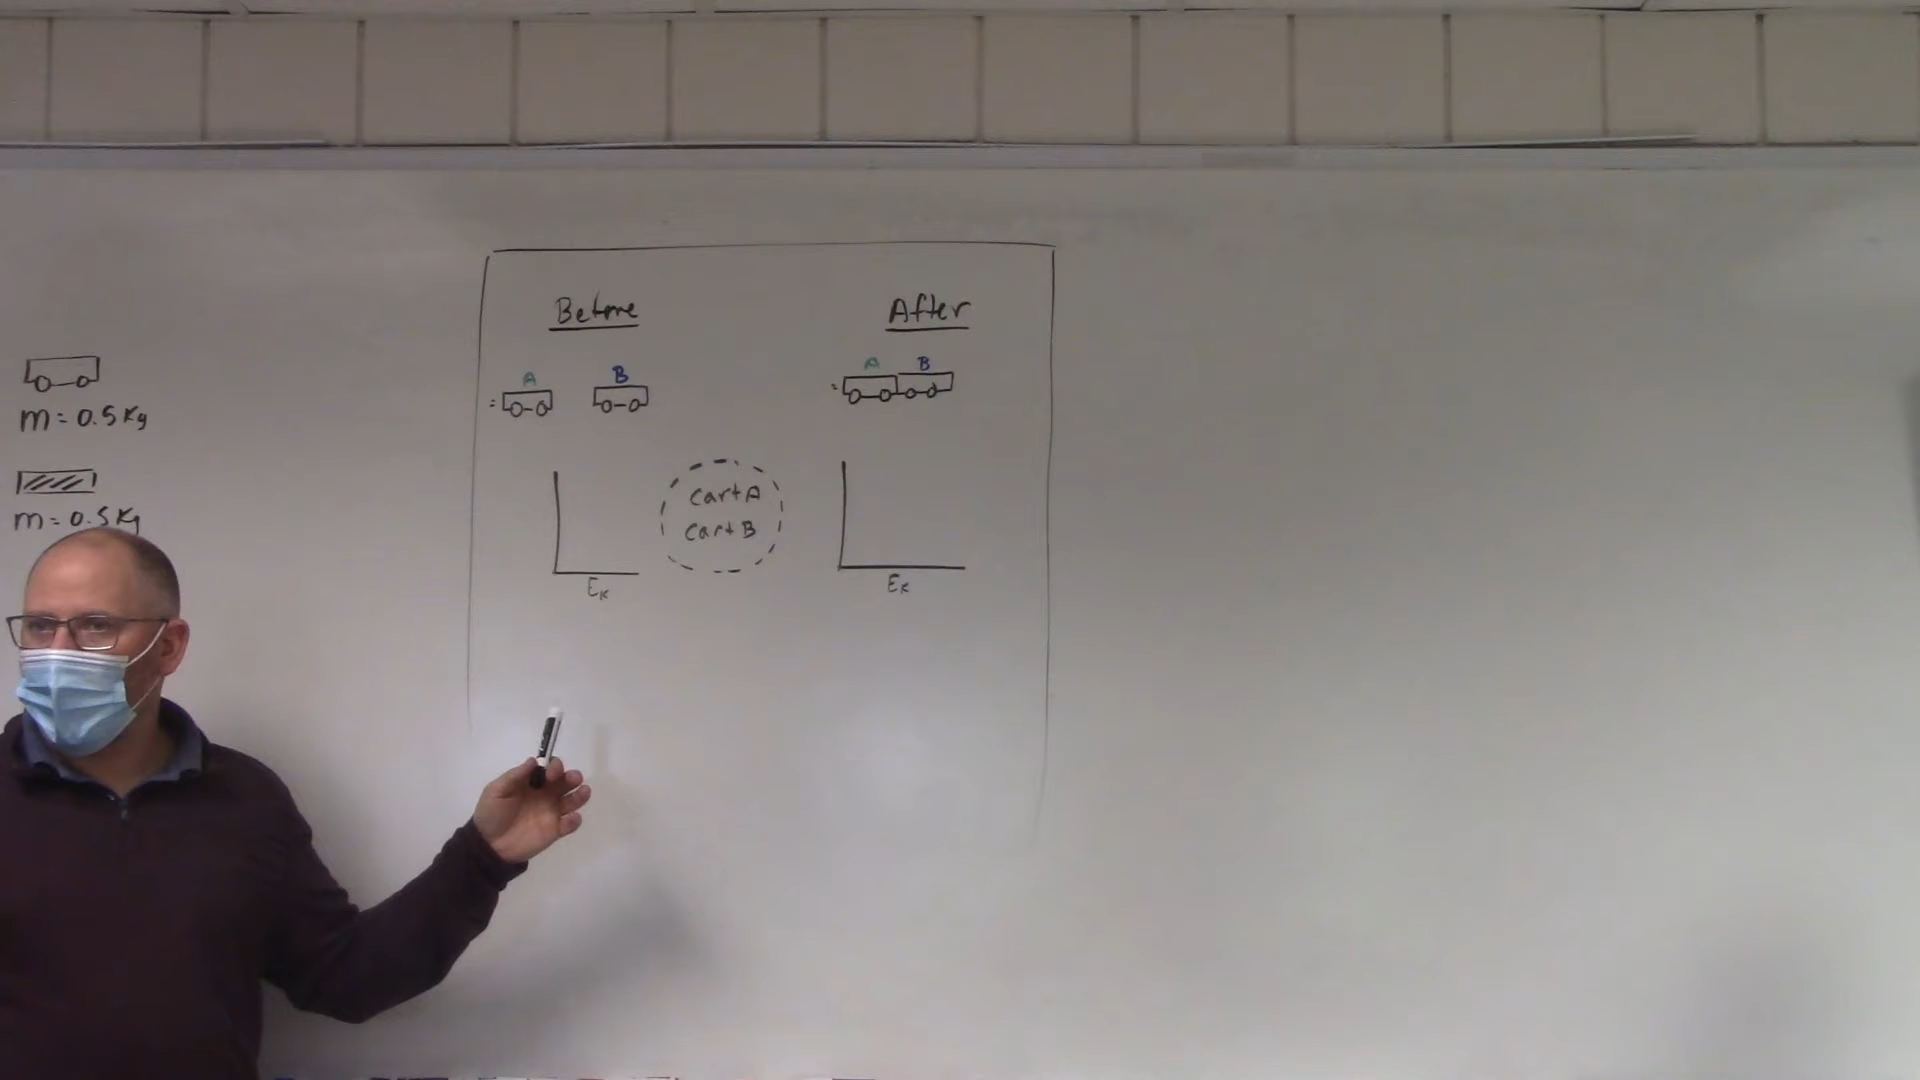 Before
After
A
B
A
B
m = 0.5 Kg
m = 0.5 Kg
Cart A
Cart B
Ek
Ek